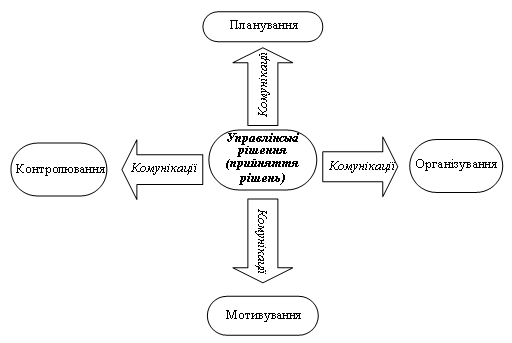 Планування
Комунікації
Управлінські
рішення
(прийняття
рішень)
Контролювання
Комунікації
Комунікації
Організування
Комунікації
Мотивування